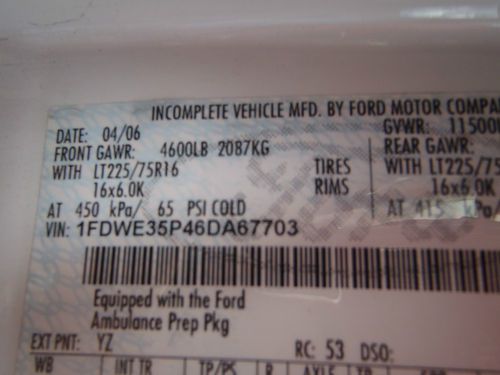 INCOMPLETE VEHICLE MFD. BY FORD MOTOR COMPA
DATE: 04/06 GVWR: 11500
FRONT GAWR: 4600LB 2087KG REAR GAWR:
WITH LT225/75R16 TIRES WITH LT225/75
16x6.0K RIMS 16x6.0K
AT 450 kPa/ 65 PSI COLD AT 415 kPa/
VIN: 1FDWE35P46DA67703
Equipped with the Ford
Ambulance Prep Pkg
EXT PNT: YZ RC: 53 DSO:
WB INT TR TP/PS R AXLE TR